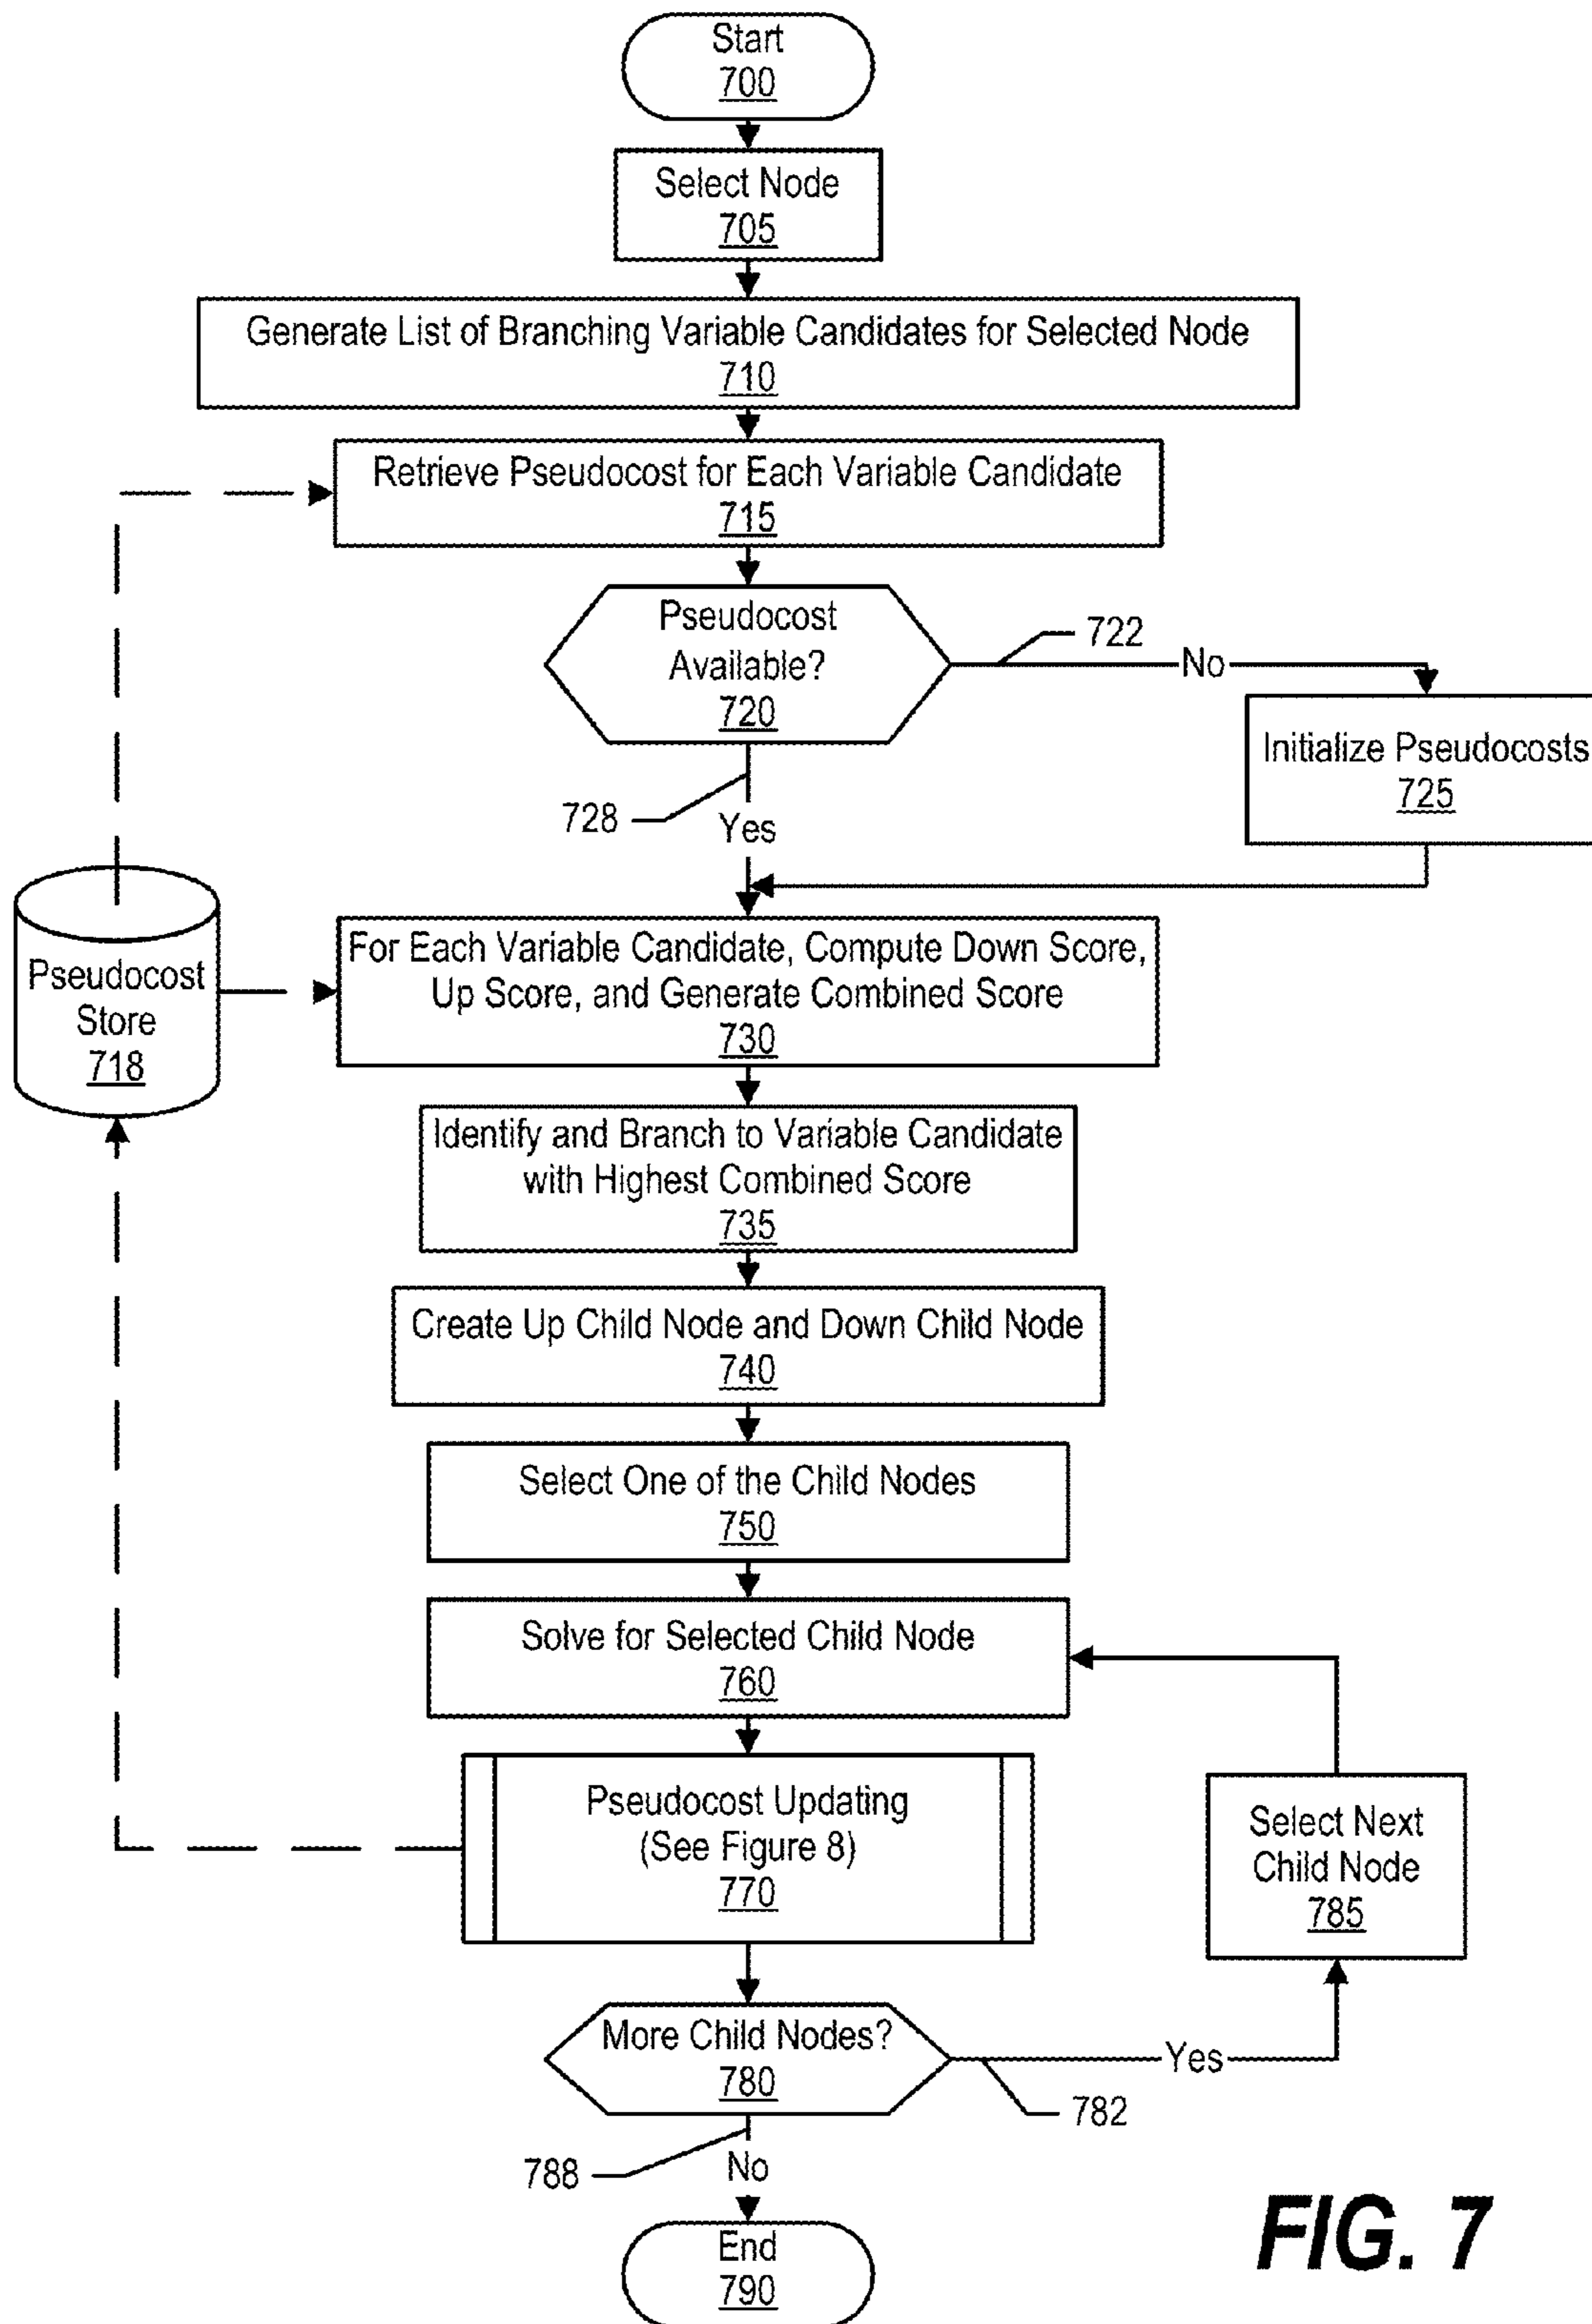 Start
700
Select Node
705
Generate List of Branching Variable Candidates for Selected Node
710
Retrieve Pseudocost for Each Variable Candidate
715
Pseudocost
Available?
720
722
No
Initialize Pseudocosts
725
728
Yes
Pseudocost
Store
718
For Each Variable Candidate, Compute Down Score,
Up Score, and Generate Combined Score
730
Identify and Branch to Variable Candidate
with Highest Combined Score
735
Create Up Child Node and Down Child Node
740
Select One of the Child Nodes
750
Solve for Selected Child Node
760
Pseudocost Updating
(See Figure 8)
770
Select Next
Child Node
785
More Child Nodes?
780
Yes
782
788
No
End
790
FIG. 7